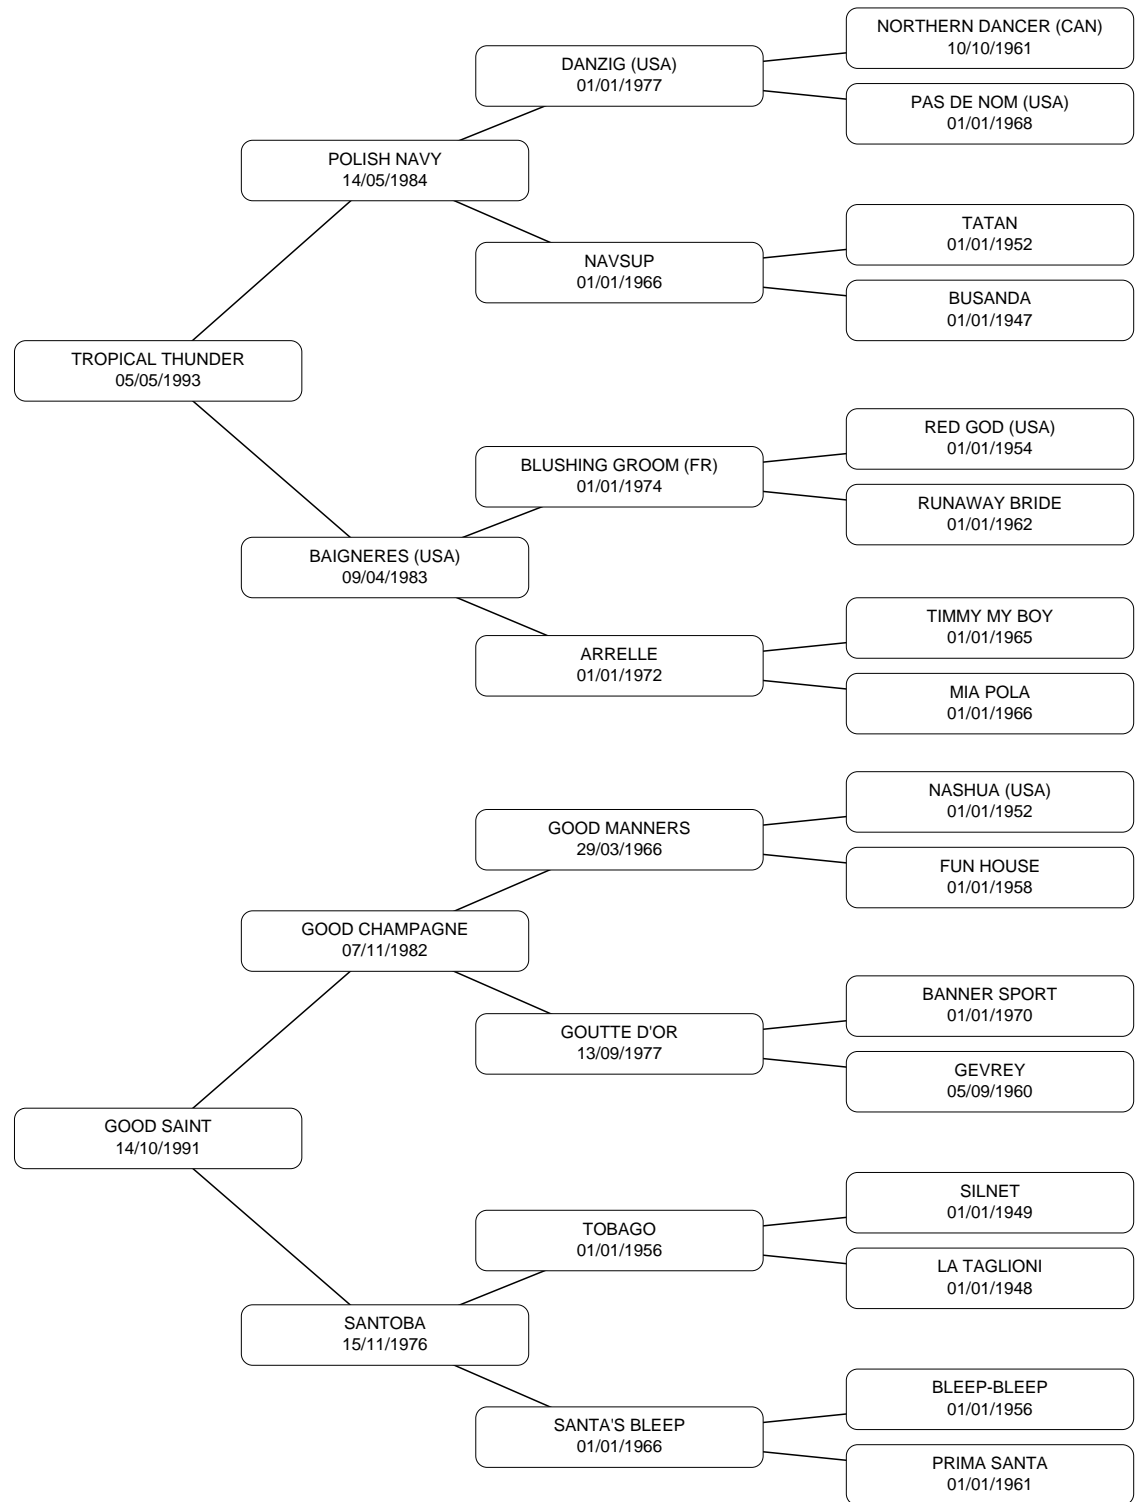 NORTHERN DANCER (CAN)
10/10/1961
DANZIG (USA)
01/01/1977
PAS DE NOM (USA)
01/01/1968
POLISH NAVY
14/05/1984
TATAN
01/01/1952
NAVSUP
01/01/1966
BUSANDA
01/01/1947
TROPICAL THUNDER
05/05/1993
RED GOD (USA)
01/01/1954
BLUSHING GROOM (FR)
01/01/1974
RUNAWAY BRIDE
01/01/1962
BAIGNERES (USA)
09/04/1983
TIMMY MY BOY
01/01/1965
ARRELLE
01/01/1972
MIA POLA
01/01/1966
NASHUA (USA)
01/01/1952
GOOD MANNERS
29/03/1966
FUN HOUSE
01/01/1958
GOOD CHAMPAGNE
07/11/1982
BANNER SPORT
01/01/1970
GOUTTE D'OR
13/09/1977
GEVREY
05/09/1960
GOOD SAINT
14/10/1991
SILNET
01/01/1949
TOBAGO
01/01/1956
LA TAGLIONI
01/01/1948
SANTOBA
15/11/1976
BLEEP-BLEEP
01/01/1956
SANTA'S BLEEP
01/01/1966
PRIMA SANTA
01/01/1961